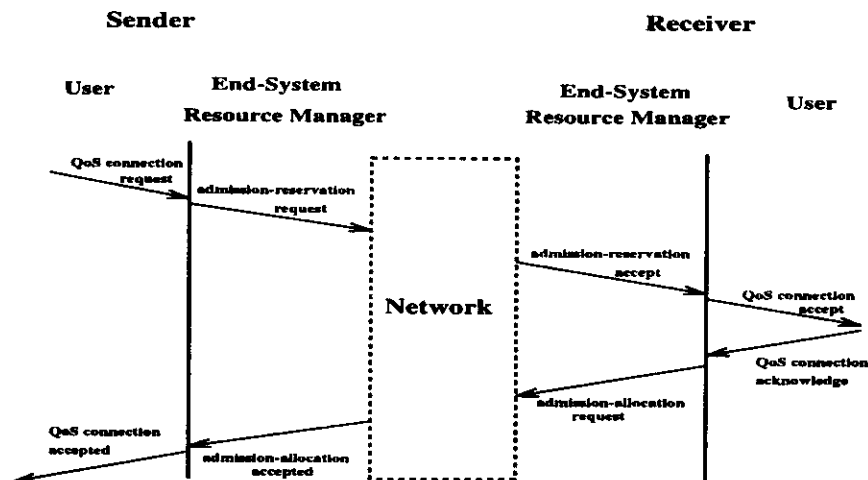 Sender
Receiver
User
End-System
Resource Manager
End-System
Resource Manager
User
QoS connection
request
admission-reservation
request
Network
admission-reservation
accept
QoS connection
accept
QoS connection
acknowledge
admission-allocation
request
QoS connection
accepted
admission-allocation
accepted